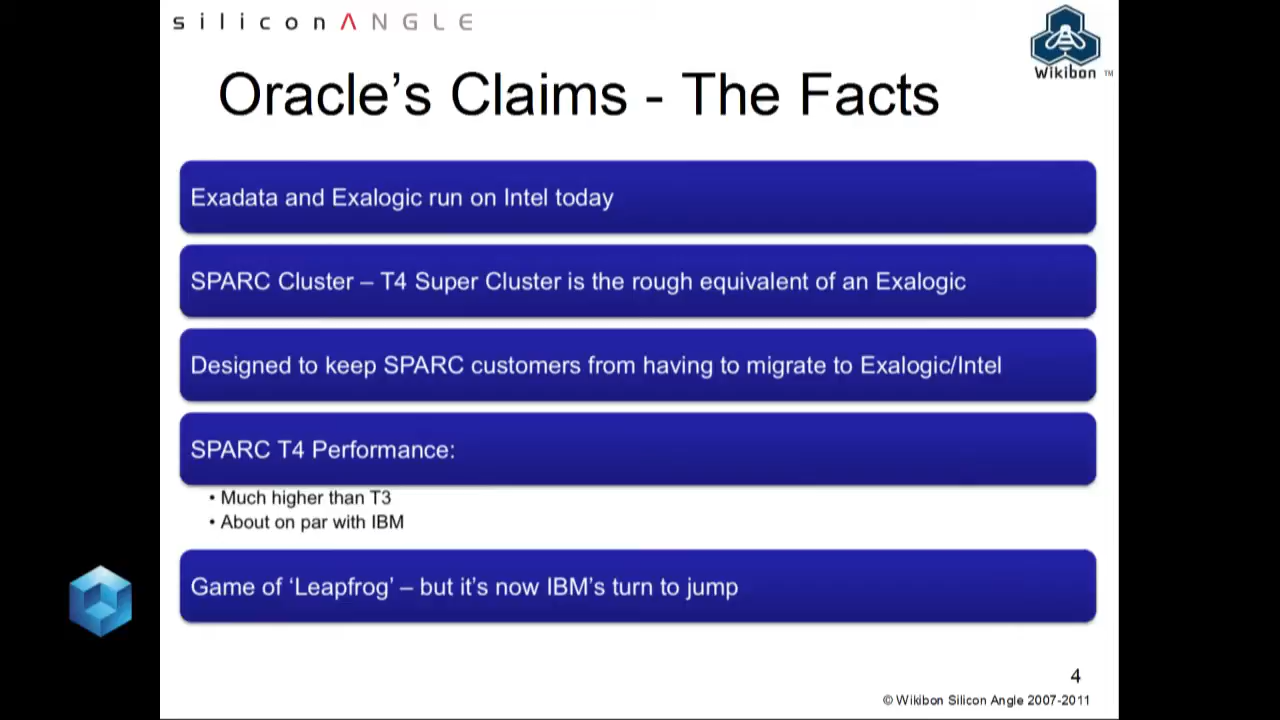 siliconANGLE
Wikibon TM
Oracle's Claims - The Facts
Exadata and Exalogic run on Intel today
SPARC Cluster – T4 Super Cluster is the rough equivalent of an Exalogic
Designed to keep SPARC customers from having to migrate to Exalogic/Intel
SPARC T4 Performance:
• Much higher than T3
• About on par with IBM
Game of ‘Leapfrog’ – but it’s now IBM’s turn to jump
4
© Wikibon Silicon Angle 2007-2011